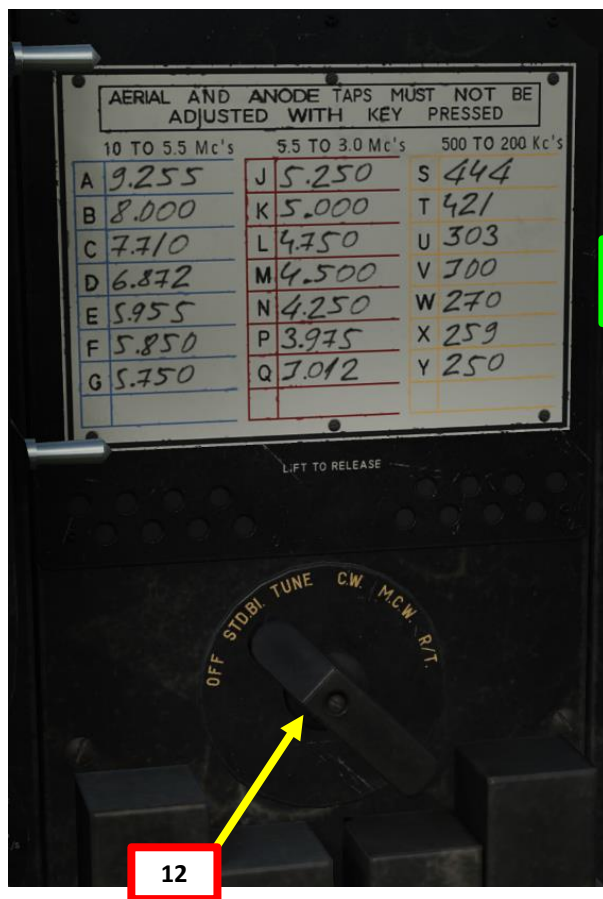 AERIAL AND ANODE TAPS MUST NOT BE
ADJUSTED WITH KEY PRESSED
10 TO 5.5 Mc's 5.5 TO 3.0 Mc's 500 TO 200 Kc's
A 9.255 J 5.250 S 444
B 8.000 K 5.000 T 421
C 7.710 L 4.750 U 303
D 6.872 M 4.500 V 300
E 5.955 N 4.250 W 270
F 5.850 P 3.975 X 259
G 5.750 Q 3.012 Y 250
LIFT TO RELEASE
OFF STD.BI. TUNE C.W. M.C.W. R/T.
12